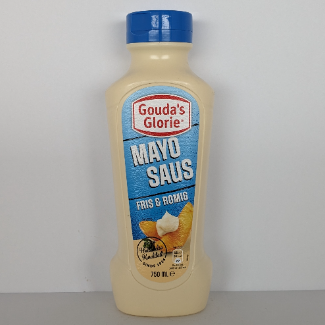 Gouda's
Glorie®
MAYO
SAUS
FRIS & ROMIG
750 ML ℮